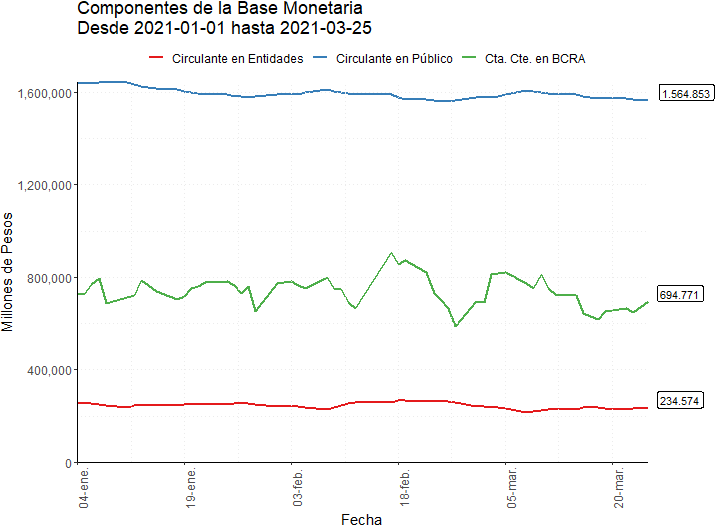 Componentes de la Base Monetaria
Desde 2021-01-01 hasta 2021-03-25
Circulante en Entidades Circulante en Público Cta. Cte. en BCRA
Millones de Pesos
1,600,000
1,200,000
800,000
400,000
0
1.564.853
694.771
234.574
04-ene.
19-ene.
03-feb.
18-feb.
05-mar.
20-mar.
Fecha